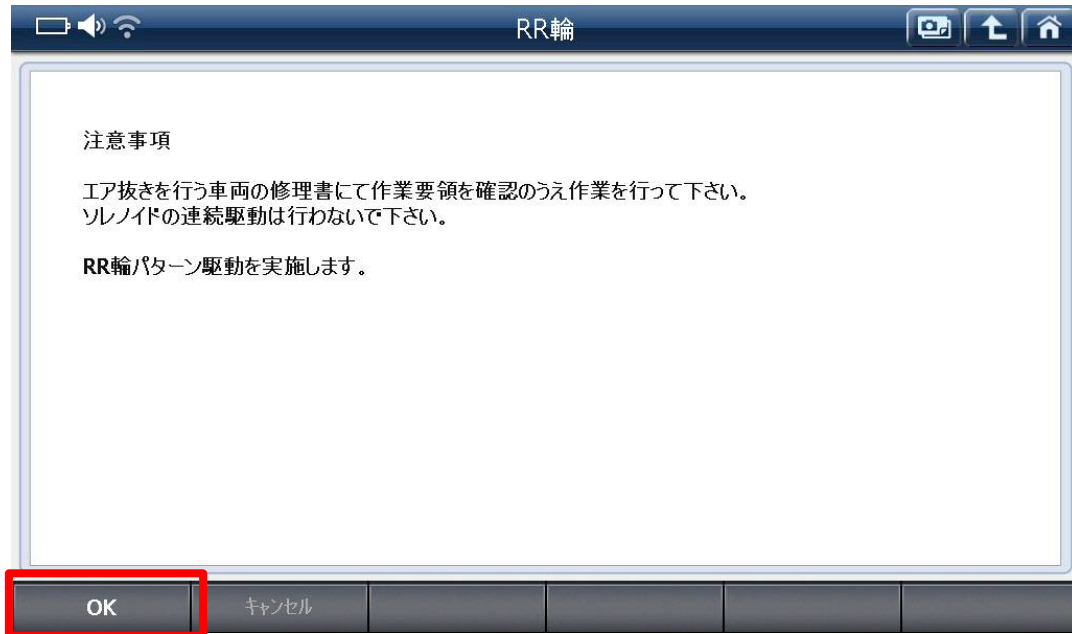 RR輪
注意事項
エア抜きを行う車両の修理書にて作業要領を確認のうえ作業を行って下さい。
ソレノイドの連続駆動は行わないで下さい。
RR輪パターン駆動を実施します。
OK
キャンセル